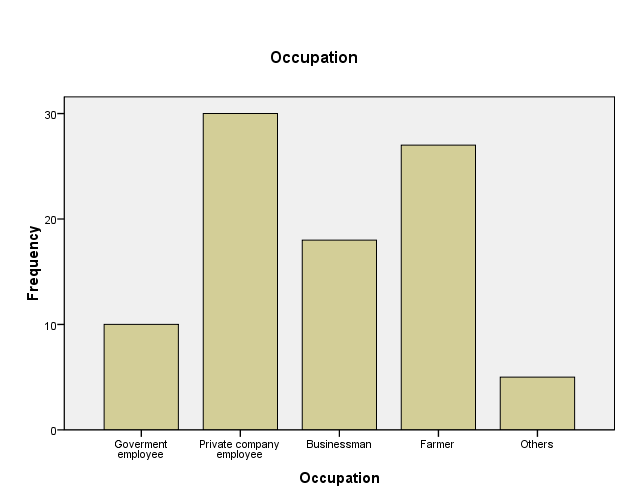 Occupation
30
20
10
0
Frequency
Goverment
employee
Private company
employee
Businessman
Farmer
Others
Occupation